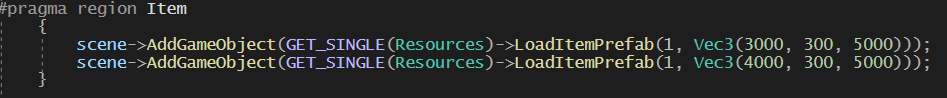 #pragma region Item
{
scene->AddGameObject(GET_SINGLE(Resources)->LoadItemPrefab(1, Vec3(3000, 300, 5000)));
scene->AddGameObject(GET_SINGLE(Resources)->LoadItemPrefab(1, Vec3(4000, 300, 5000)));
}